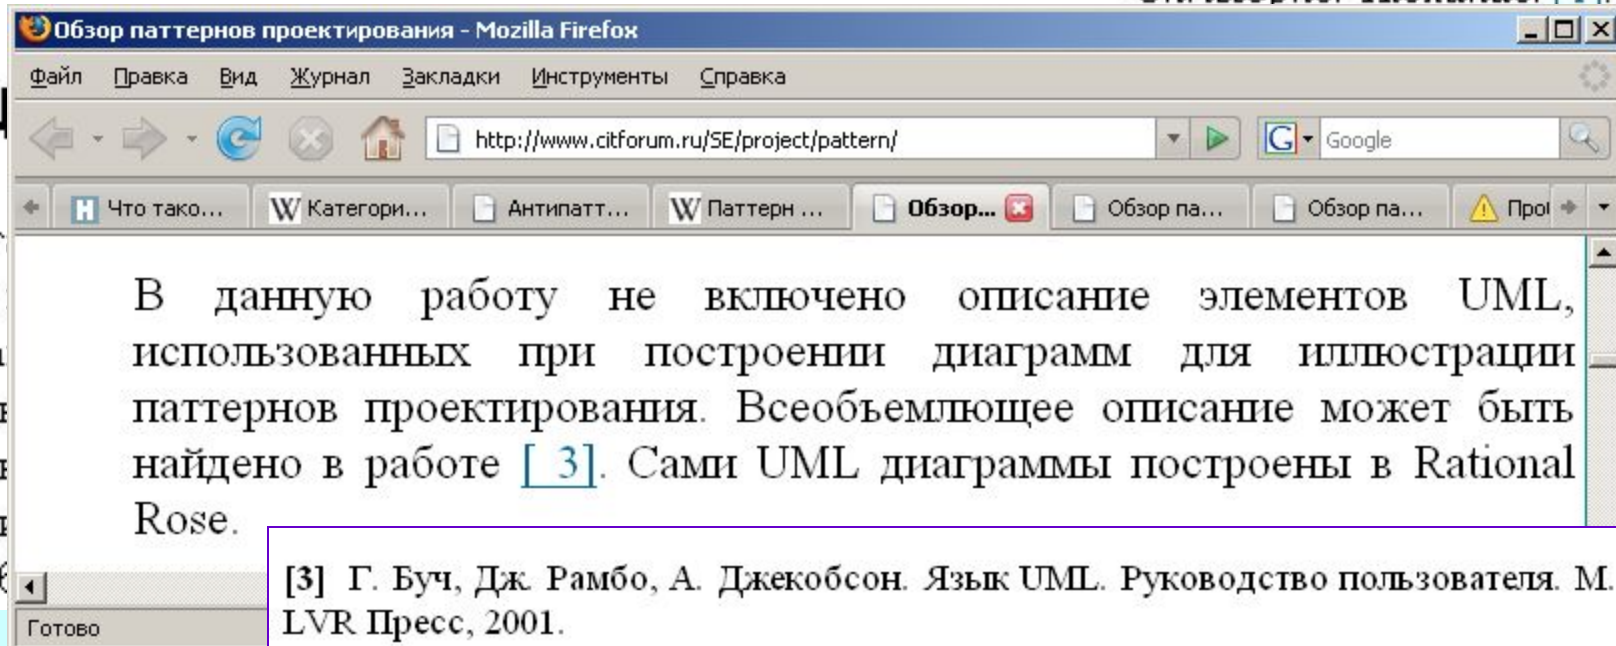 Обзор паттернов проектирования - Mozilla Firefox
Файл Правка Вид Журнал Закладки Инструменты Справка
http://www.citforum.ru/SE/project/pattern/ G Google
Что тако... W Категори... Антипатт... W Паттерн ... Обзор... Обзор па... Обзор па...
В данную работу не включено описание элементов UML,
использованных при построении диаграмм для иллюстрации
паттернов проектирования. Всеобъемлющее описание может быть
найдено в работе [ 3]. Сами UML диаграммы построены в Rational
Rose.
[3] Г. Буч, Дж. Рамбо, А. Джекобсон. Язык UML. Руководство пользователя. М.
LVR Пресс, 2001.
Готово